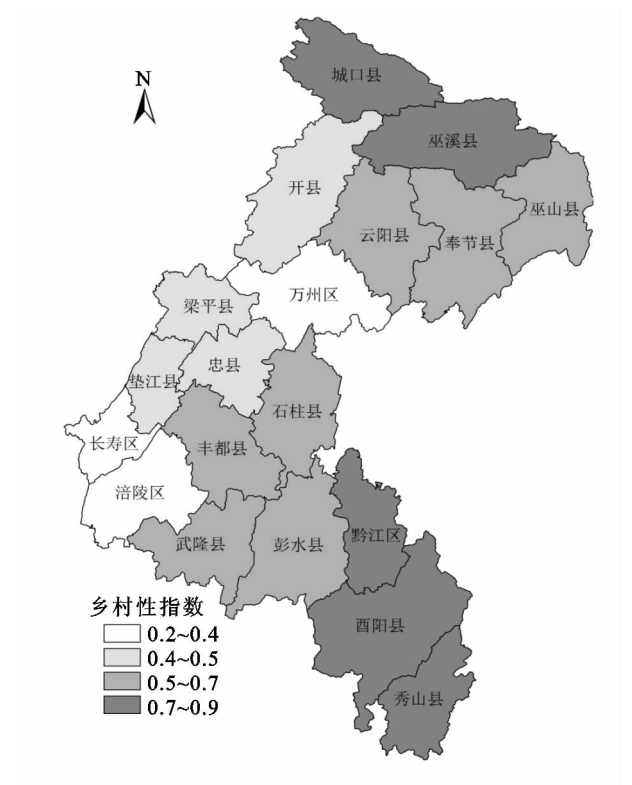 城口县
N
巫溪县
开县
巫山县
云阳县
奉节县
万州区
梁平县
忠县
垫江县
石柱县
长寿区
丰都县
涪陵区
武隆县
彭水县
黔江区
乡村性指数
酉阳县
0.2~0.4
0.4~0.5
0.5~0.7
秀山县
0.7~0.9